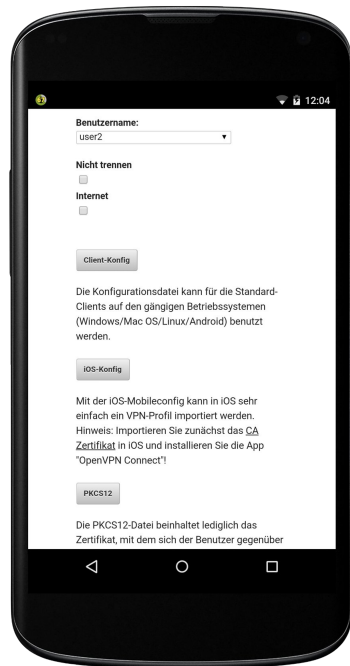 12:04
Benutzername:
user2
Nicht trennen
Internet
Client-Konfig
Die Konfigurationsdatei kann für die Standard-
Clients auf den gängigen Betriebssystemen
(Windows/Mac OS/Linux/Android) benutzt
werden.
iOS-Konfig
Mit der iOS-Mobileconfig kann in iOS sehr
einfach ein VPN-Profil importiert werden.
Hinweis: Importieren Sie zunächst das CA
Zertifikat in iOS und installieren Sie die App
"OpenVPN Connect"!
PKCS12
Die PKCS12-Datei beinhaltet lediglich das
Zertifikat, mit dem sich der Benutzer gegenüber